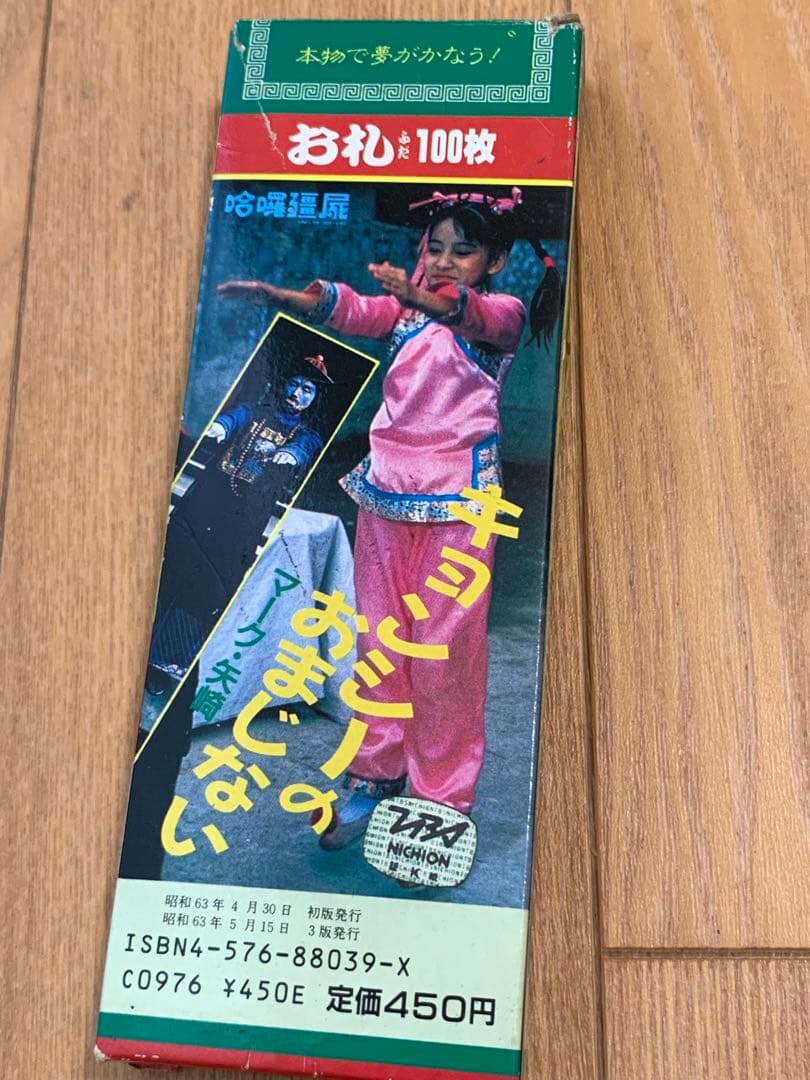 本物で夢がかなう!
お札 100枚
ふだ
哈囉殭屍
キョンシーの
おまじない
マーク・矢崎
TBA
NICHION
昭和63年4月30日 初版発行
昭和63年5月15日 3版発行
ISBN4-576-88039-X
C0976 ¥450E 定価450円